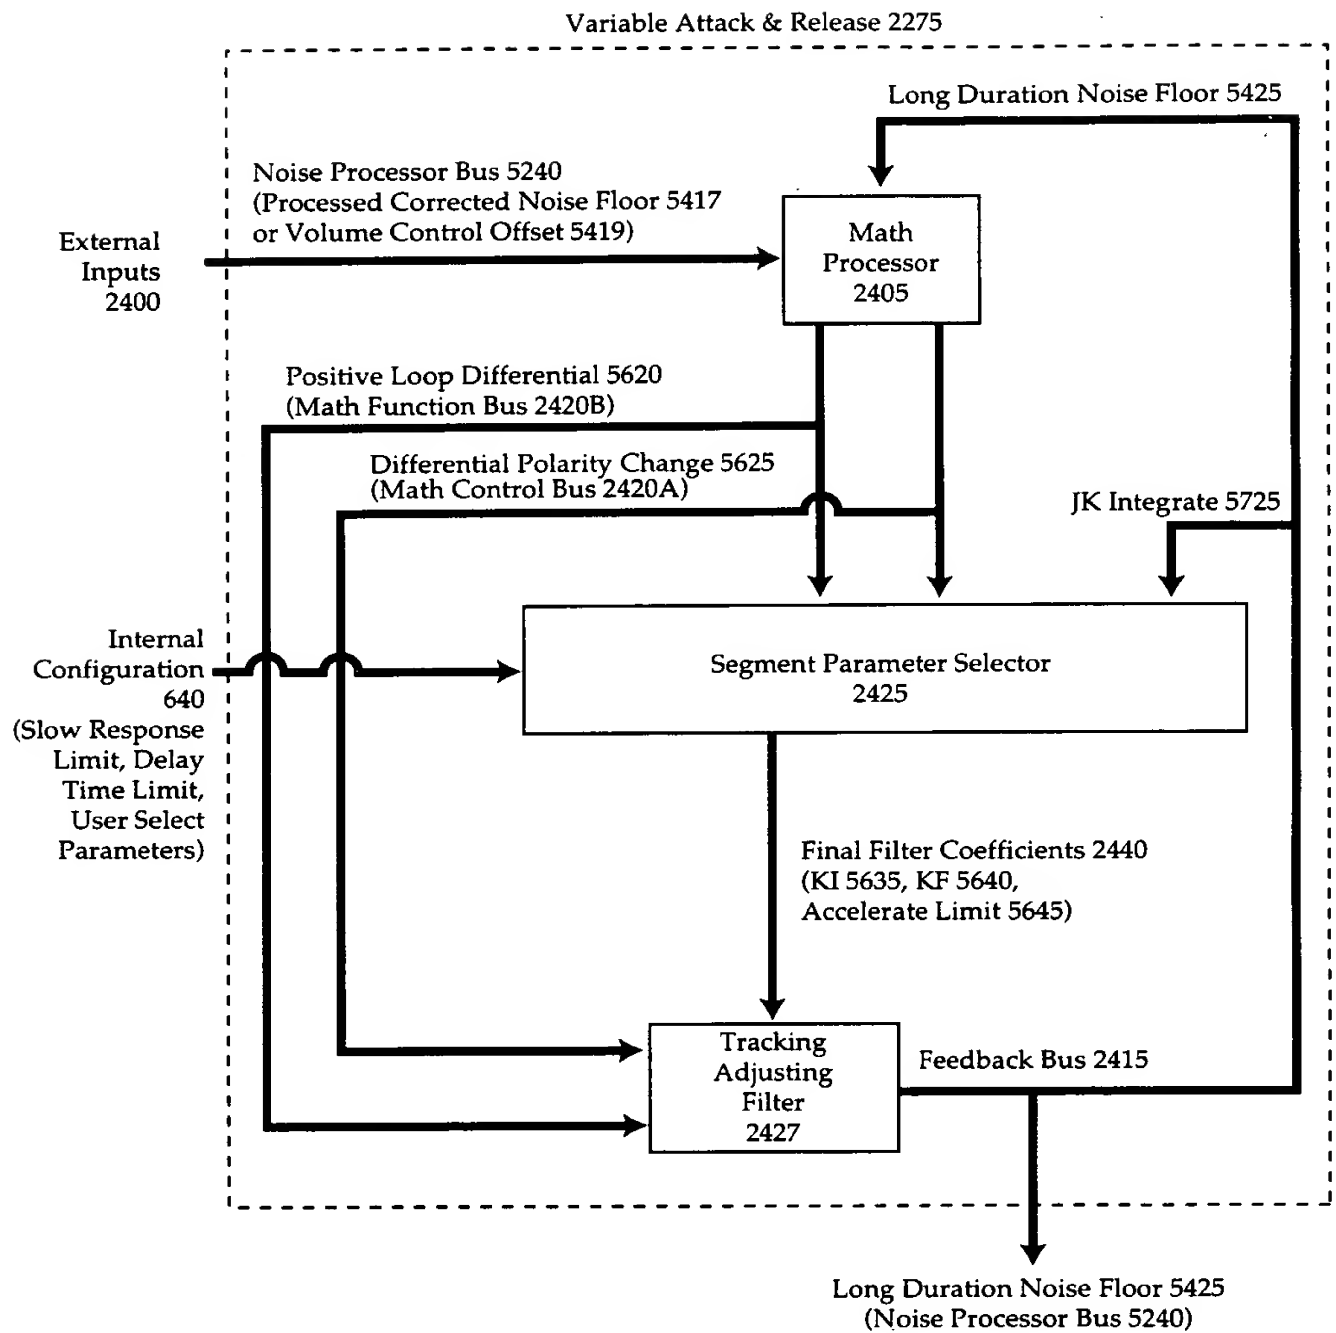 Variable Attack & Release 2275
Long Duration Noise Floor 5425
Noise Processor Bus 5240
(Processed Corrected Noise Floor 5417
or Volume Control Offset 5419)
External
Inputs
2400
Math
Processor
2405
Positive Loop Differential 5620
(Math Function Bus 2420B)
Differential Polarity Change 5625
(Math Control Bus 2420A)
JK Integrate 5725
Internal
Configuration
640
(Slow Response
Limit, Delay
Time Limit,
User Select
Parameters)
Segment Parameter Selector
2425
Final Filter Coefficients 2440
(KI 5635, KF 5640,
Accelerate Limit 5645)
Tracking
Adjusting
Filter
2427
Feedback Bus 2415
Long Duration Noise Floor 5425
(Noise Processor Bus 5240)